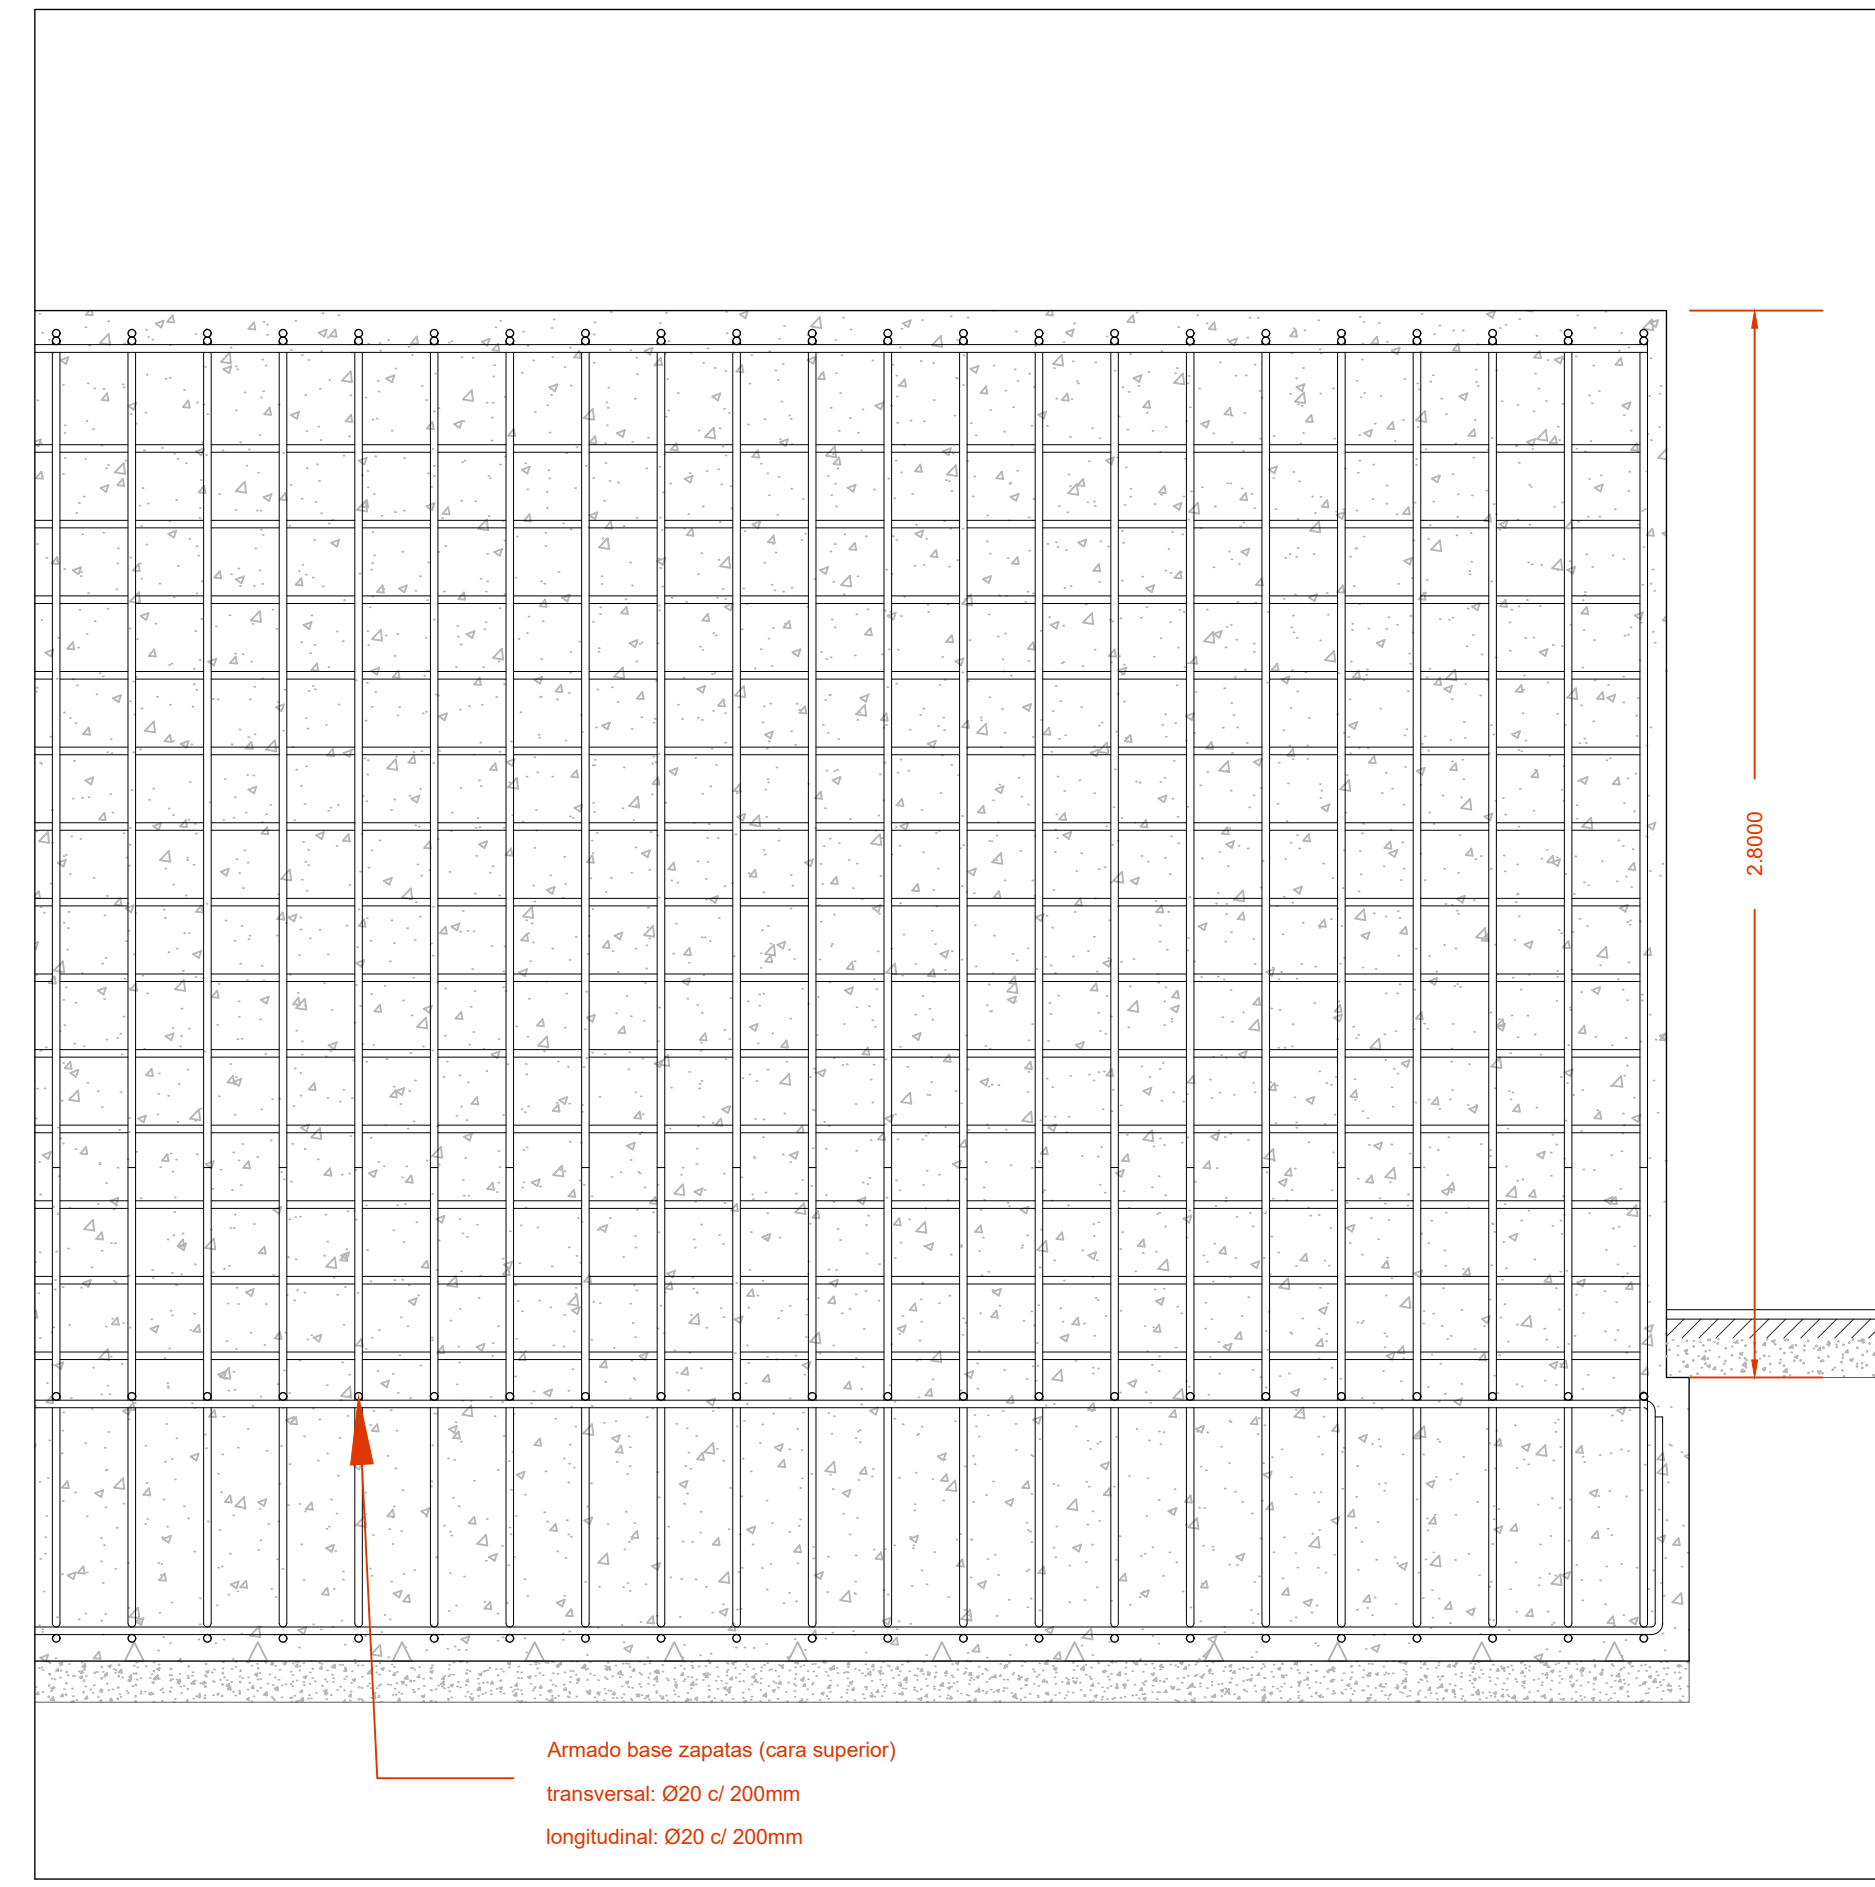 2.8000
Armado base zapatas (cara superior)
transversal: Ø20 c/ 200mm
longitudinal: Ø20 c/ 200mm